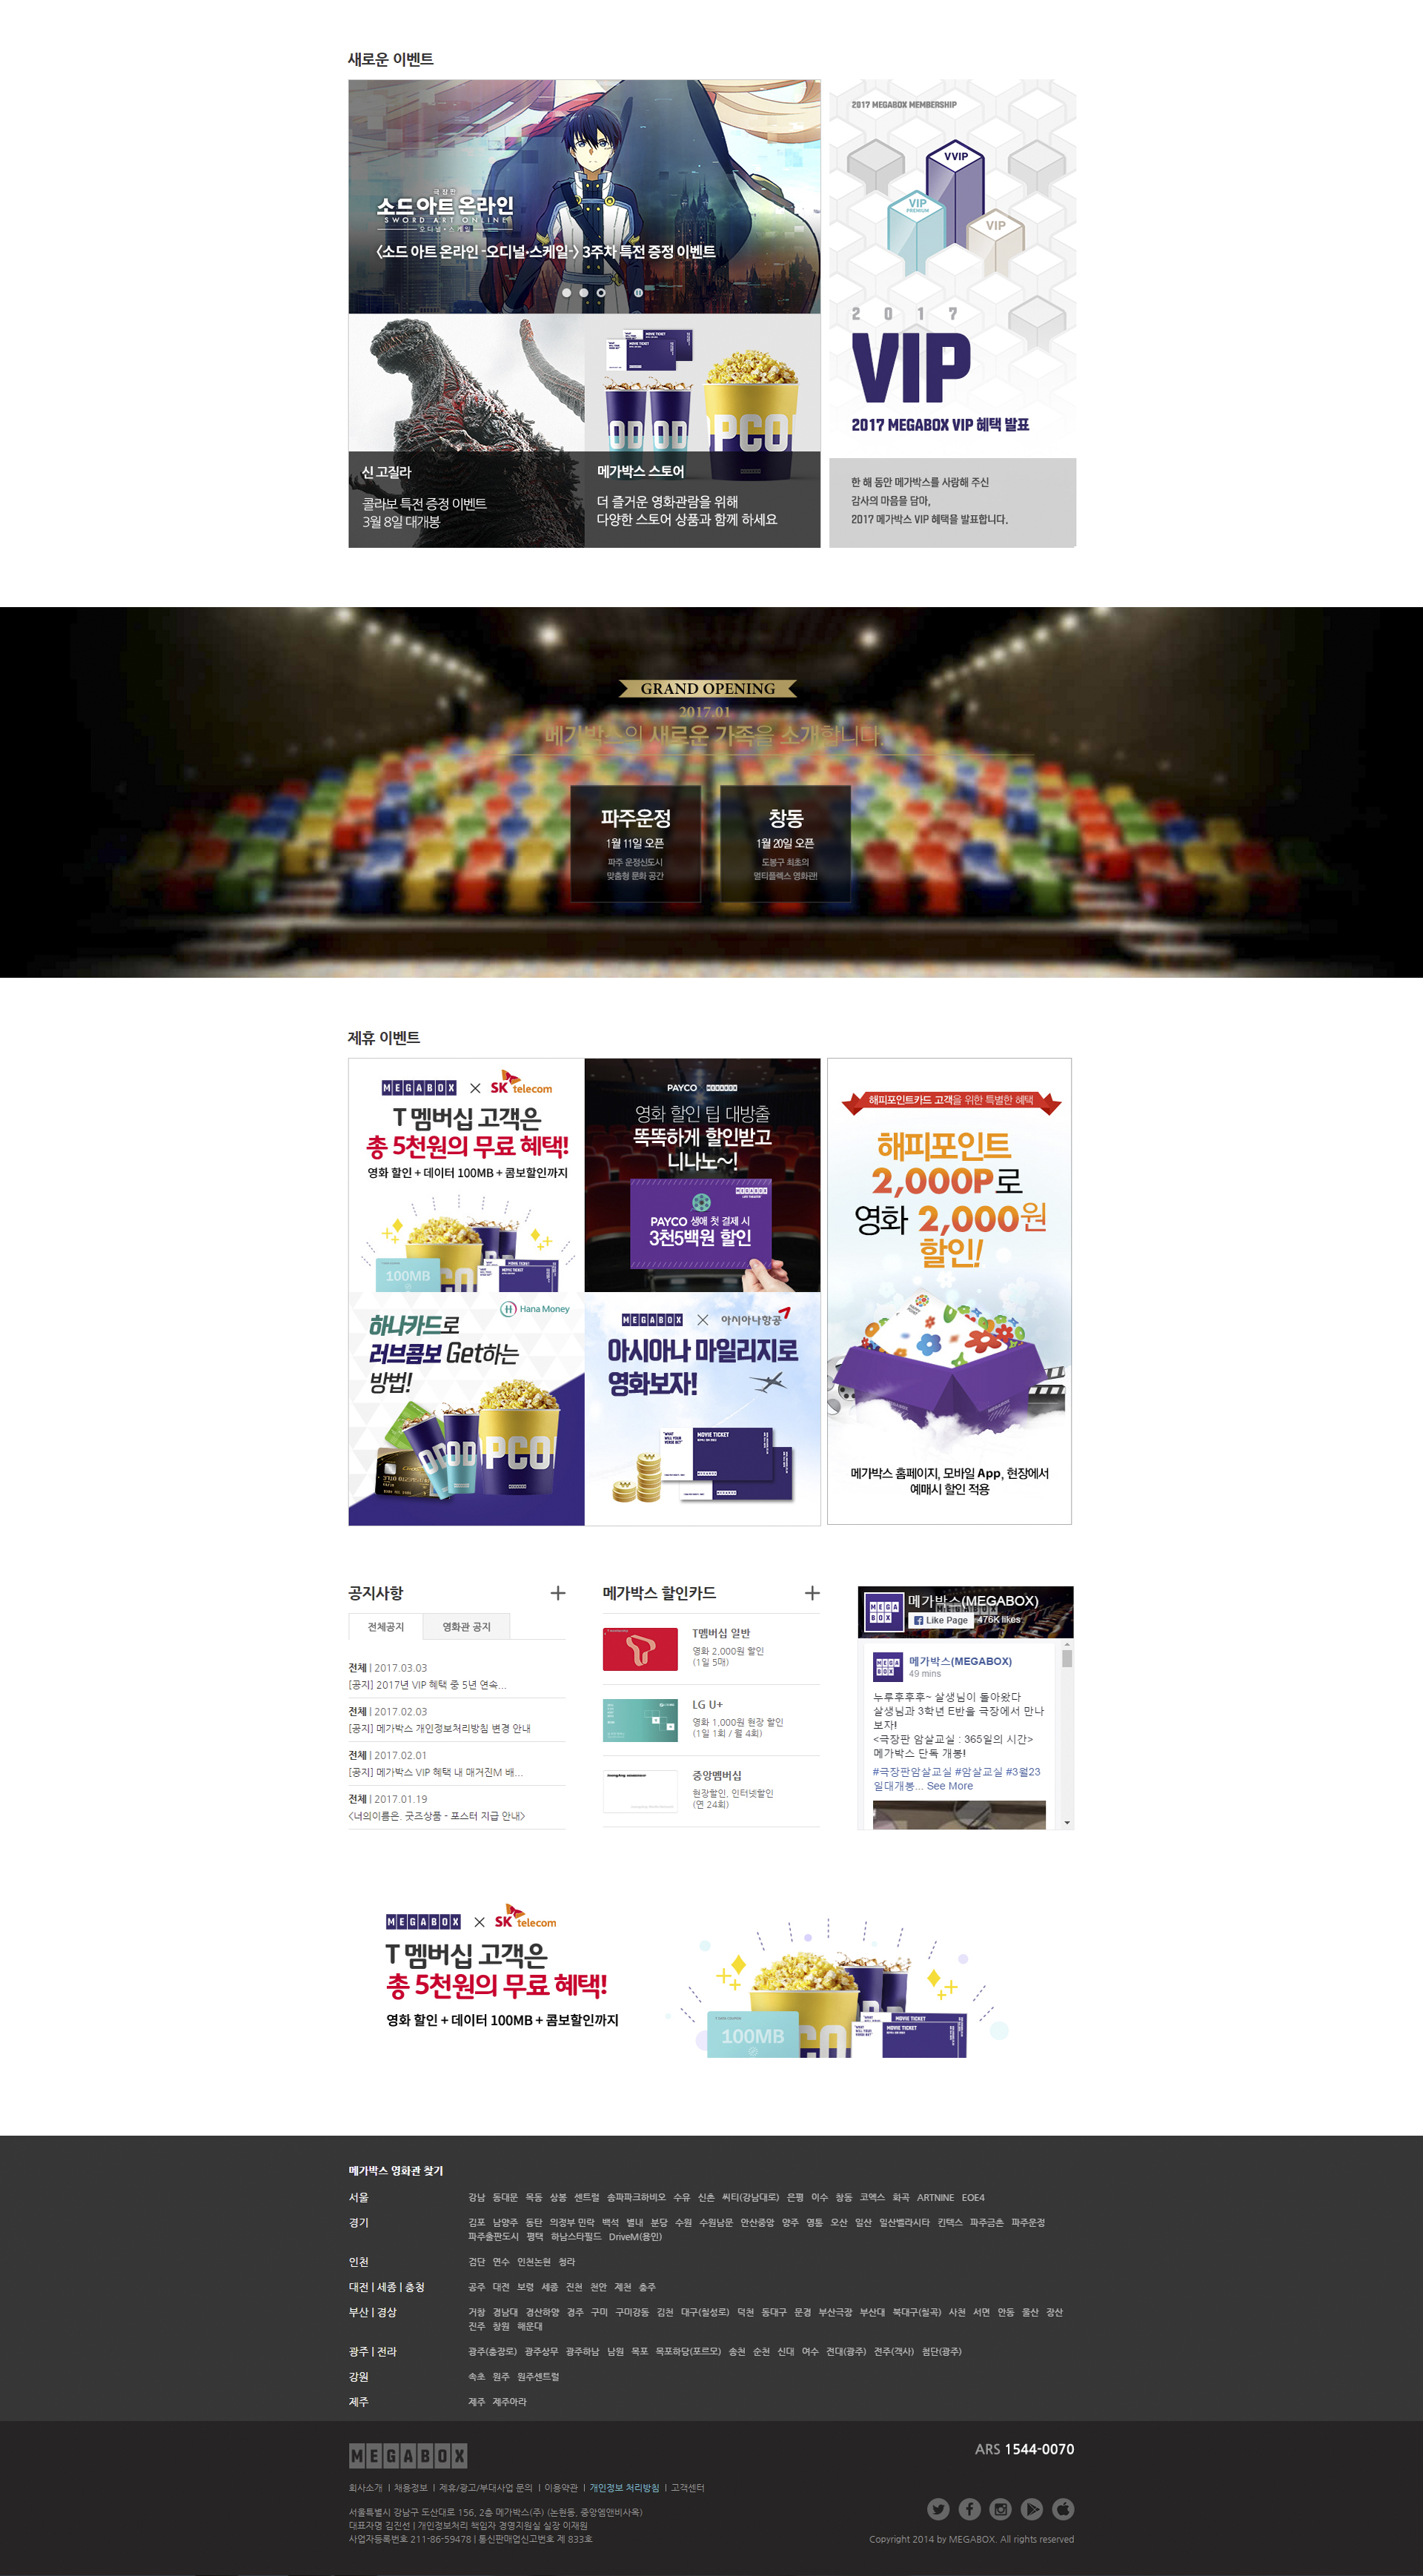 새로운 이벤트
극장판
소드 아트 온라인
SWORD ART ONLINE
오디널·스케일
<소드 아트 온라인 -오디널·스케일-> 3주차 특전 증정 이벤트
신 고질라
콜라보 특전 증정 이벤트
3월 8일 대개봉
MOVIE TICKET
MOVIE TICKET
메가박스 스토어
더 즐거운 영화관람을 위해
다양한 스토어 상품과 함께 하세요
2017 MEGABOX MEMBERSHIP
VVIP
VIP
PREMIUM
VIP
2 0 1 7
VIP
2017 MEGABOX VIP 혜택 발표
한 해 동안 메가박스를 사랑해 주신
감사의 마음을 담아,
2017 메가박스 VIP 혜택을 발표합니다.
GRAND OPENING
2017.01
메가박스의 새로운 가족을 소개합니다.
파주운정
1월 11일 오픈
파주 운정신도시
맞춤형 문화 공간
창동
1월 20일 오픈
도봉구 최초의
멀티플렉스 영화관!
제휴 이벤트
MEGABOX × SK telecom
T 멤버십 고객은
총 5천원의 무료 혜택!
영화 할인 + 데이터 100MB + 콤보할인까지
100MB
MOVIE TICKET
PAYCO MEGABOX
영화 할인 팁 대방출
똑똑하게 할인받고
니나노~!
MEGABOX
PAYCO 생애 첫 결제 시
3천5백원 할인
Hana Money
하나카드로
러브콤보 Get하는
방법!
MEGABOX × 아시아나항공
아시아나 마일리지로
영화보자!
MOVIE TICKET
해피포인트카드 고객을 위한 특별한 혜택
해피포인트
2,000P로
영화 2,000원
할인!
메가박스 홈페이지, 모바일 App, 현장에서
예매시 할인 적용
공지사항
전체공지 영화관 공지
전체 | 2017.03.03
[공지] 2017년 VIP 혜택 중 5년 연속...
전체 | 2017.02.03
[공지] 메가박스 개인정보처리방침 변경 안내
전체 | 2017.02.01
[공지] 메가박스 VIP 혜택 내 매거진M 배...
전체 | 2017.01.19
<너의이름은. 굿즈상품 - 포스터 지급 안내>
메가박스 할인카드
T멤버십 일반
영화 2,000원 할인
(1일 5매)
LG U+
영화 1,000원 현장 할인
(1일 1회 / 월 4회)
중앙멤버십
현장할인, 인터넷할인
(연 24회)
MEGABOX
메가박스(MEGABOX)
Like Page 476K likes
MEGABOX
메가박스(MEGABOX)
49 mins
누루후후후~ 살생님이 돌아왔다
살생님과 3학년 E반을 극장에서 만나
보자!
<극장판 암살교실 : 365일의 시간>
메가박스 단독 개봉!
#극장판암살교실 #암살교실 #3월23
일대개봉... See More
MEGABOX × SK telecom
T 멤버십 고객은
총 5천원의 무료 혜택!
영화 할인 + 데이터 100MB + 콤보할인까지
100MB
MOVIE TICKET
MOVIE TICKET
메가박스 영화관 찾기
서울 강남 동대문 목동 상봉 센트럴 송파파크하비오 수유 신촌 씨티(강남대로) 은평 이수 창동 코엑스 화곡 ARTNINE EOE4
경기 김포 남양주 동탄 의정부 민락 백석 별내 분당 수원 수원남문 안산중앙 양주 영통 오산 일산 일산벨라시타 킨텍스 파주금촌 파주운정
파주출판도시 평택 하남스타필드 DriveM(용인)
인천 검단 연수 인천논현 청라
대전 | 세종 | 충청 공주 대전 보령 세종 진천 천안 제천 충주
부산 | 경상 거창 경남대 경산하양 경주 구미 구미강동 김천 대구(칠성로) 덕천 동대구 문경 부산극장 부산대 북대구(칠곡) 사천 서면 안동 울산 장산
진주 창원 해운대
광주 | 전라 광주(충장로) 광주상무 광주하남 남원 목포 목포하당(포르모) 송천 순천 신대 여수 전대(광주) 전주(객사) 첨단(광주)
강원 속초 원주 원주센트럴
제주 제주 제주아라
MEGABOX
ARS 1544-0070
회사소개 | 채용정보 | 제휴/광고/부대사업 문의 | 이용약관 | 개인정보 처리방침 | 고객센터
서울특별시 강남구 도산대로 156, 2층 메가박스(주) (논현동, 중앙엠앤비사옥)
대표자명 김진선 | 개인정보처리 책임자 경영지원실 실장 이재원
사업자등록번호 211-86-59478 | 통신판매업신고번호 제 833호
Copyright 2014 by MEGABOX. All rights reserved